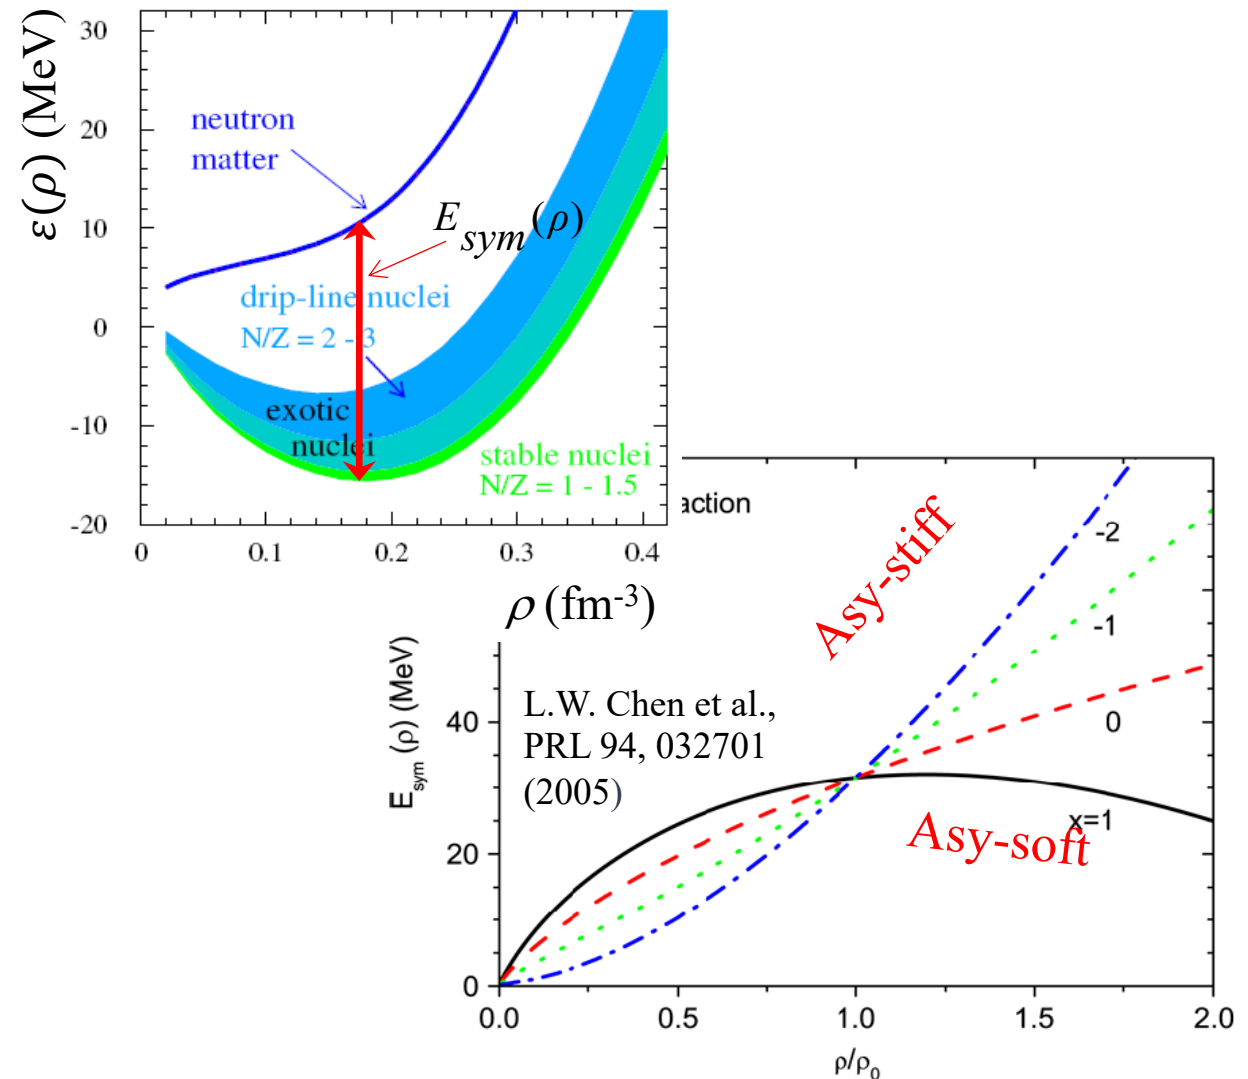 ε(ρ) (MeV)
30
20
10
0
-10
-20
neutron
matter
E_sym(ρ)
drip-line nuclei
N/Z = 2 - 3
exotic
nuclei
stable nuclei
N/Z = 1 - 1.5
0 0.1 0.2 0.3 0.4
ρ (fm-3)
action
Asy-stiff
-2
-1
0
x=1
Asy-soft
L.W. Chen et al.,
PRL 94, 032701
(2005)
E_sym (ρ) (MeV)
40
20
0
0.0 0.5 1.0 1.5 2.0
ρ/ρ₀